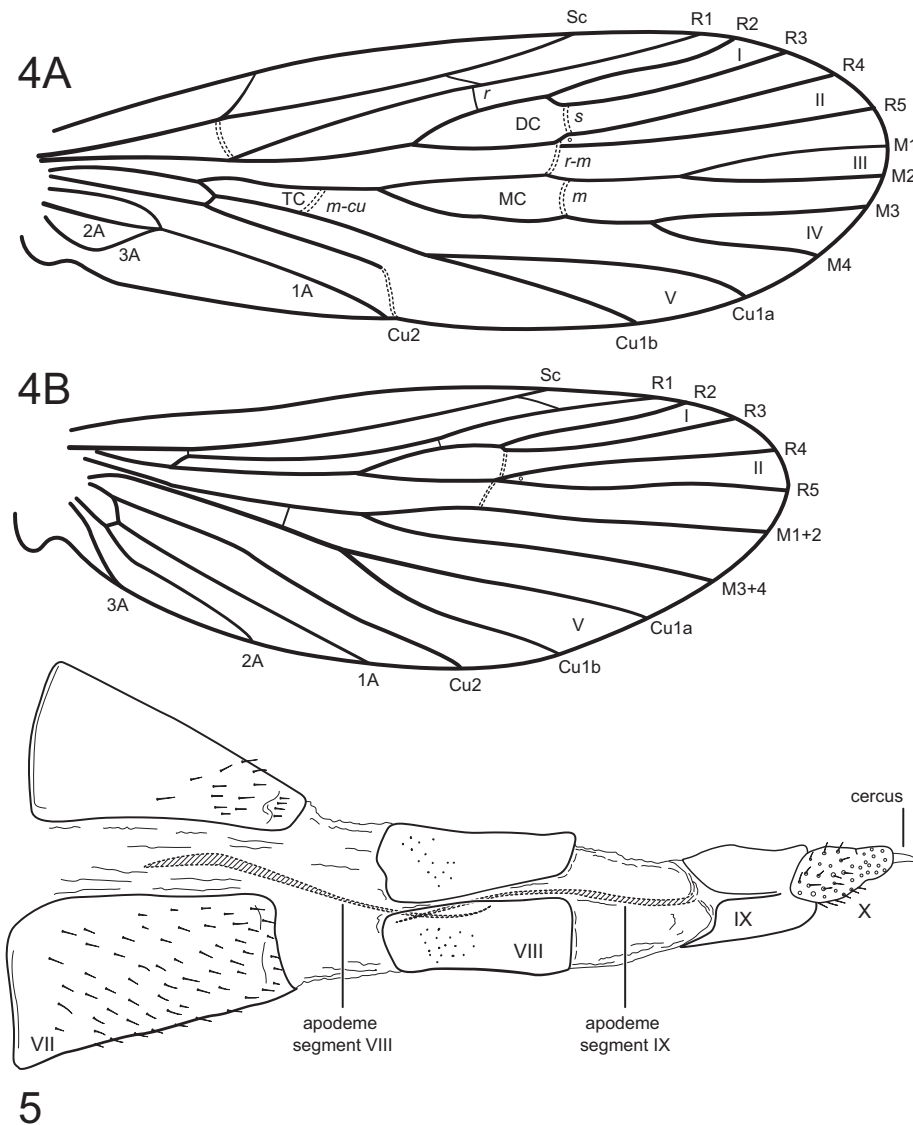 4A
Sc
R1
R2
I
R3
R4
II
R5
r
DC
s
r-m
M1
III
M2
TC
m-cu
MC
m
M3
IV
M4
2A
3A
1A
V
Cu1a
Cu2
Cu1b
4B
Sc
R1
R2
I
R3
R4
II
R5
M1+2
M3+4
V
Cu1a
3A
2A
1A
Cu2
Cu1b
cercus
X
IX
VIII
VII
apodeme
segment VIII
apodeme
segment IX
5